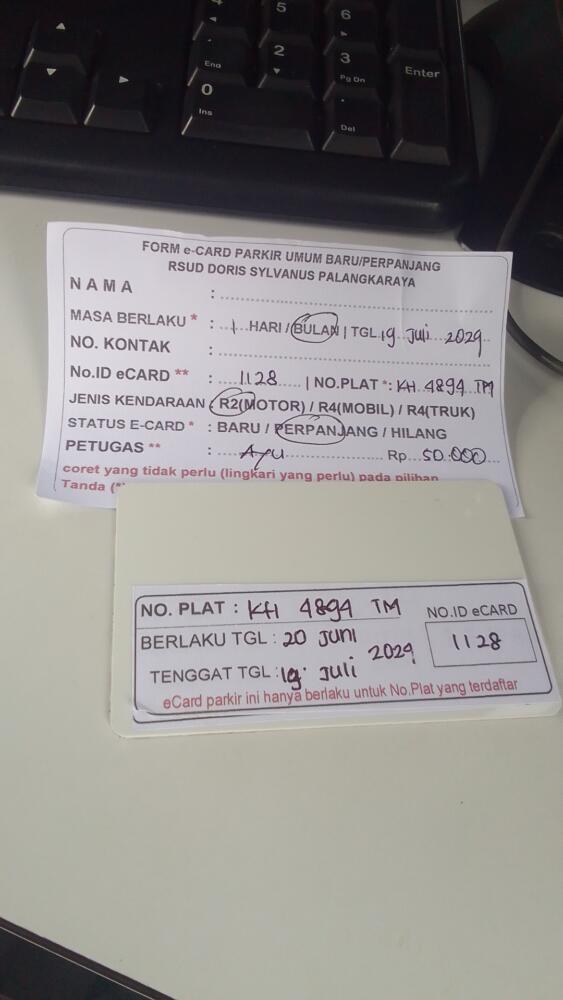 5
6
4
End
2
3
Pg Dn
Enter
0
Ins
.
Del
FORM e-CARD PARKIR UMUM BARU/PERPANJANG
RSUD DORIS SYLVANUS PALANGKARAYA
NAMA :
MASA BERLAKU * : 1 HARI / BULAN | TGL 19 Juli 2029
NO. KONTAK :
No.ID eCARD ** : 1128 | NO.PLAT *: KH 4894 TM
JENIS KENDARAAN : R2(MOTOR) / R4(MOBIL) / R4(TRUK)
STATUS E-CARD * : BARU / PERPANJANG / HILANG
PETUGAS ** : Ayu Rp 50.000
coret yang tidak perlu (lingkari yang perlu) pada pilihan
Tanda (*
NO. PLAT : KH 4894 TM
NO.ID eCARD
BERLAKU TGL : 20 JUNI 2029
1128
TENGGAT TGL : 19 Juli
eCard parkir ini hanya berlaku untuk No.Plat yang terdaftar